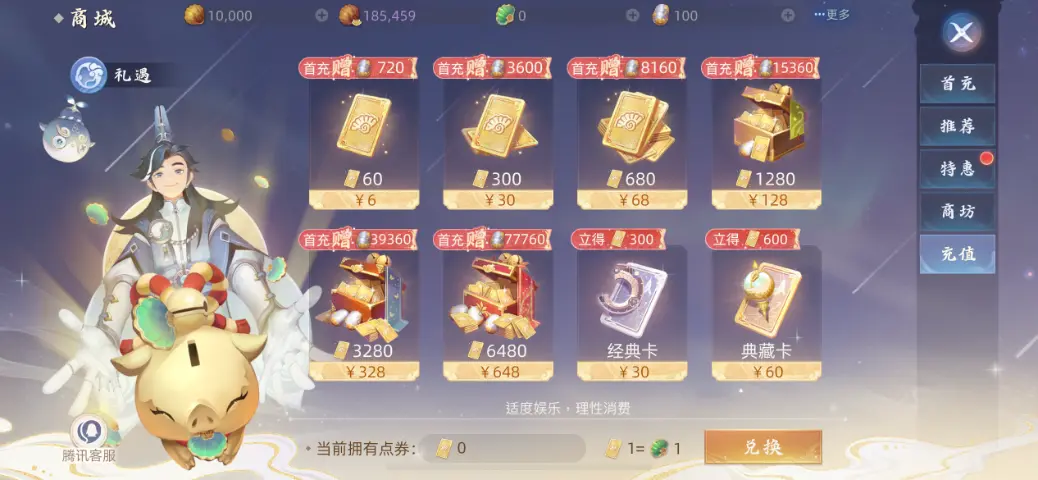 商城
10,000
185,459
0
100
···更多
礼遇
首充赠 720
首充赠 3600
首充赠 8160
首充赠 15360
60
300
680
1280
¥6
¥30
¥68
¥128
首充赠 39360
首充赠 77760
立得 300
立得 600
3280
6480
经典卡
典藏卡
¥328
¥648
¥30
¥60
适度娱乐，理性消费
当前拥有点券：
0
1= 1
兑换
腾讯客服
首充
推荐
特惠
商坊
充值